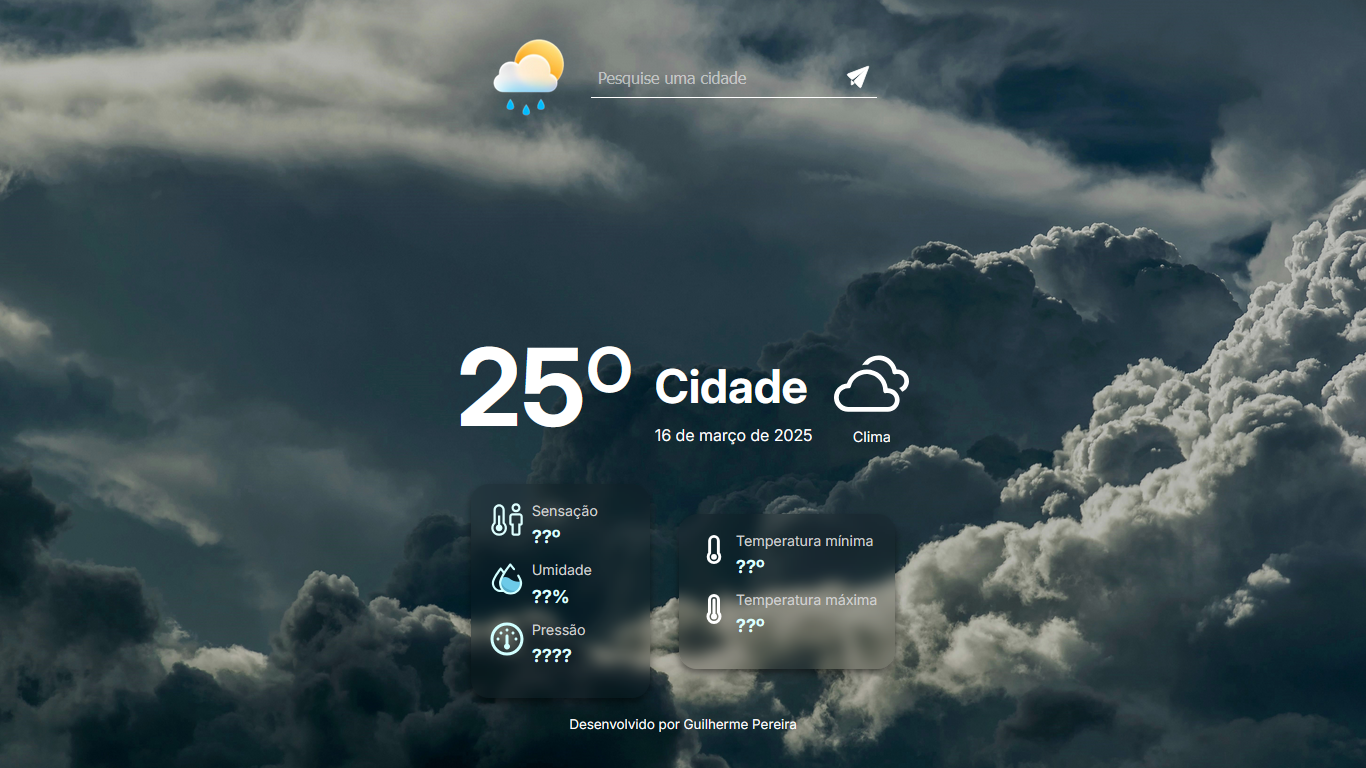 Pesquise uma cidade
25º
Cidade
16 de março de 2025
Clima
Sensação
??º
Umidade
??%
Pressão
????
Temperatura mínima
??º
Temperatura máxima
??º
Desenvolvido por Guilherme Pereira